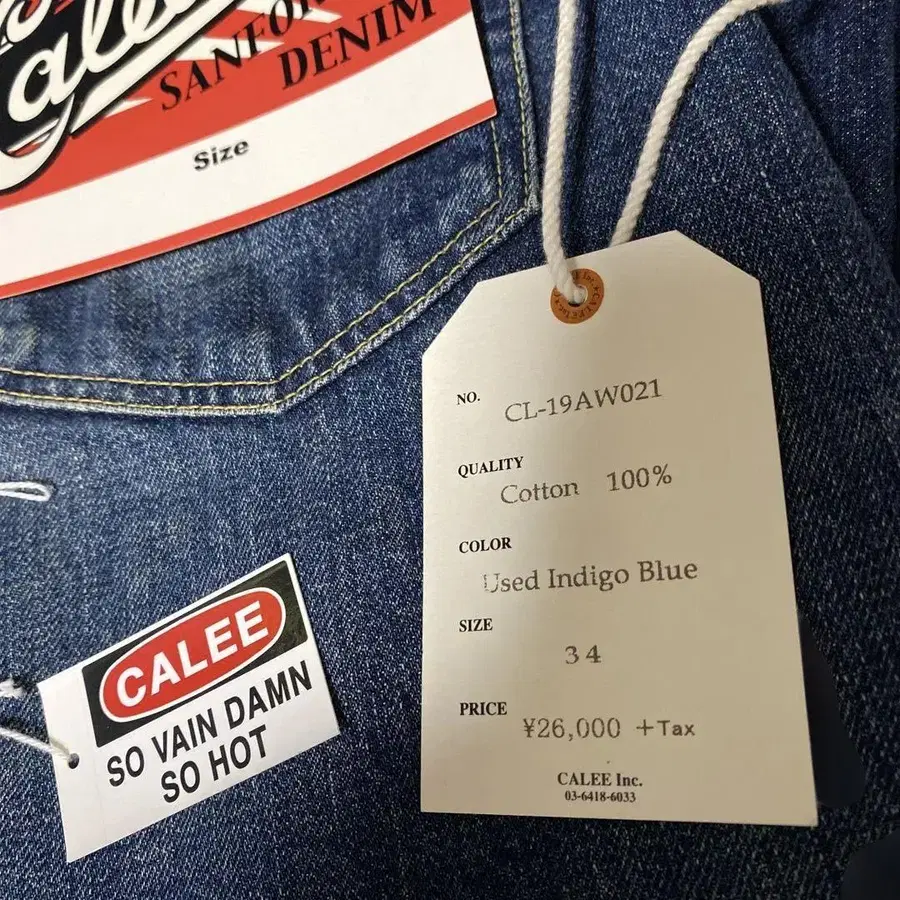 Calee
DENIM
Size
NO.
CL-19AW021
QUALITY
Cotton 100%
COLOR
Used Indigo Blue
SIZE
34
PRICE
¥26,000 +Tax
CALEE Inc.
03-6418-6033
CALEE
SO VAIN DAMN
SO HOT